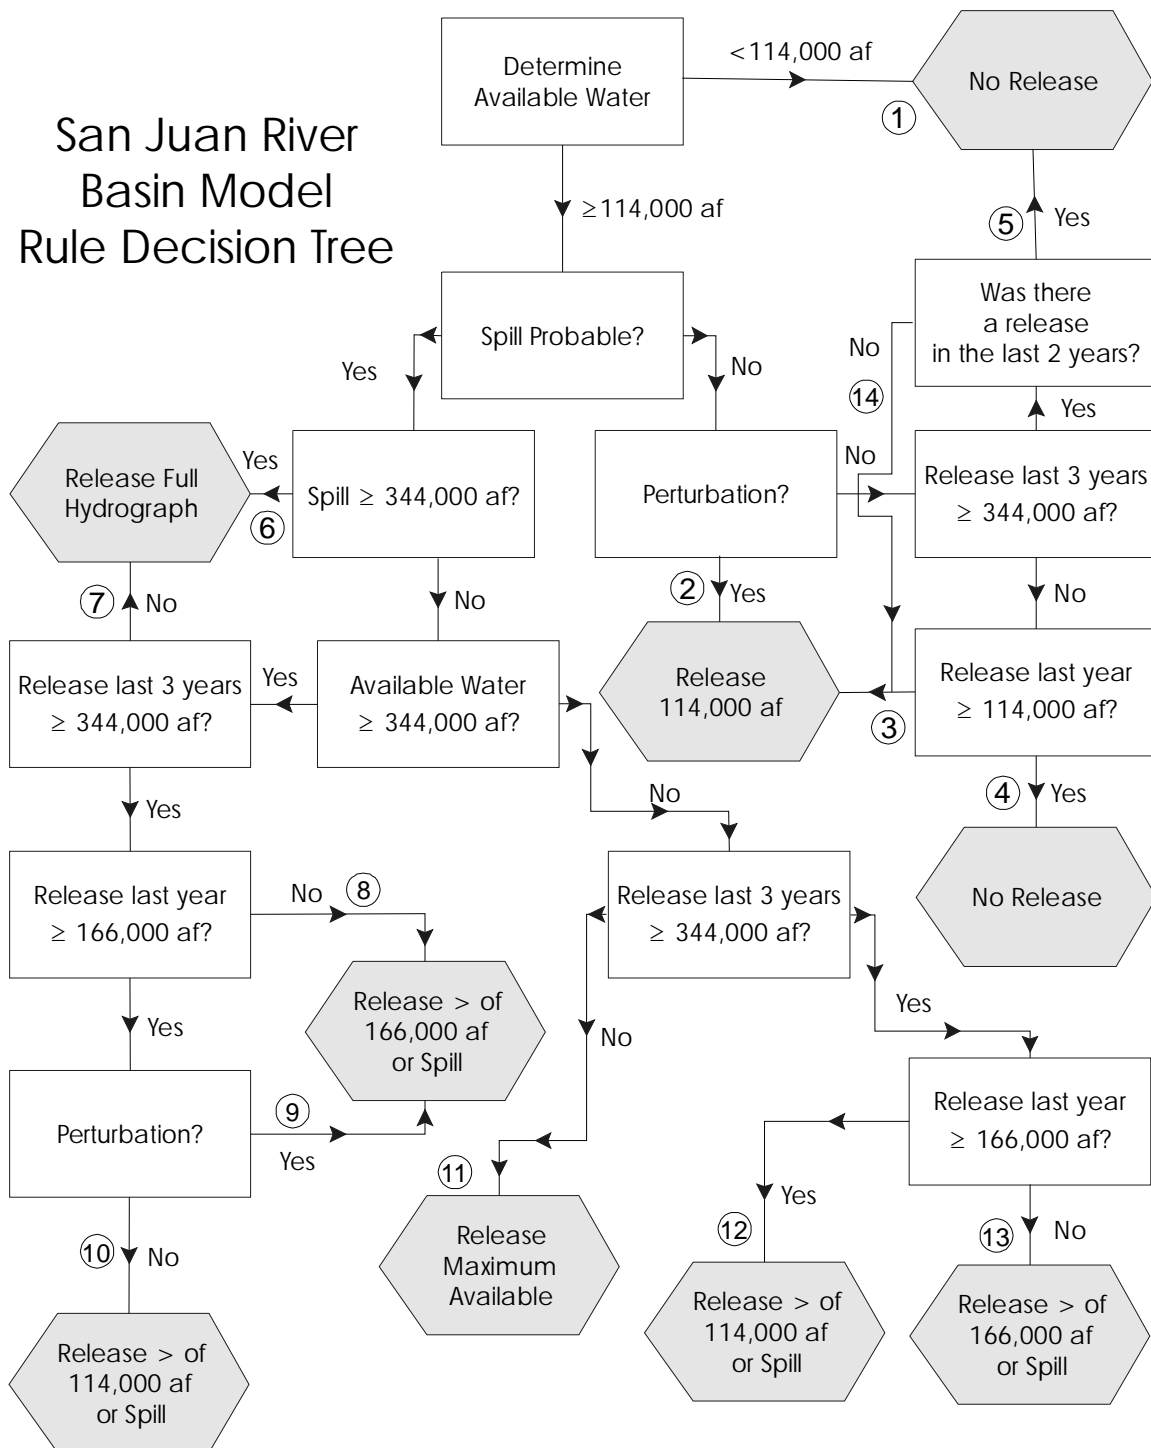 San Juan River
Basin Model
Rule Decision Tree
Determine
Available Water
<114,000 af
1
No Release
≥114,000 af
5
Yes
Spill Probable?
Was there
a release
in the last 2 years?
Yes
No
No
14
Yes
Release Full
Hydrograph
Yes
6
Spill ≥ 344,000 af?
Perturbation?
No
Release last 3 years
≥ 344,000 af?
7
No
No
2
Yes
No
Release last 3 years
≥ 344,000 af?
Yes
Available Water
≥ 344,000 af?
Release
114,000 af
3
Release last year
≥ 114,000 af?
Yes
No
4
Yes
Release last year
≥ 166,000 af?
No
8
Release last 3 years
≥ 344,000 af?
No Release
Release > of
166,000 af
or Spill
Yes
No
Yes
Perturbation?
9
Yes
Release last year
≥ 166,000 af?
11
Yes
10
No
Release
Maximum
Available
12
13
No
Release > of
114,000 af
or Spill
Release > of
114,000 af
or Spill
Release > of
166,000 af
or Spill